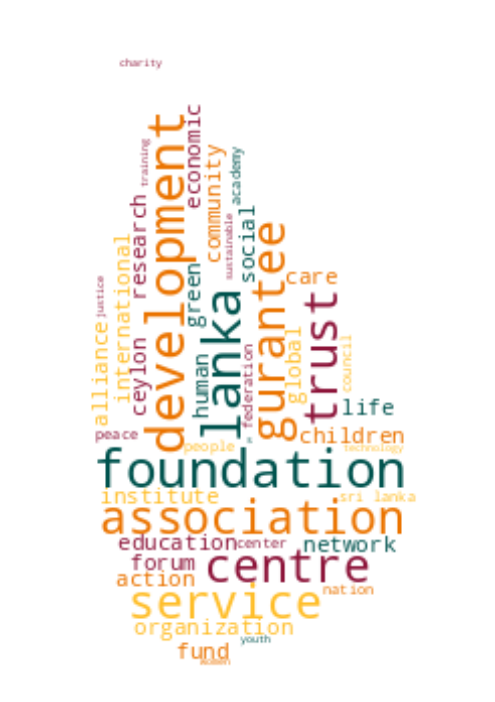 charity
development
economic
training
community
academy
research
sustainable
social
international
green
gurantee
care
justice
lanka
trust
alliance
ceylon
human
federation
global
council
life
peace
people
children
technology
foundation
institute
sri lanka
association
education
center
network
forum
centre
action
nation
service
organization
youth
fund